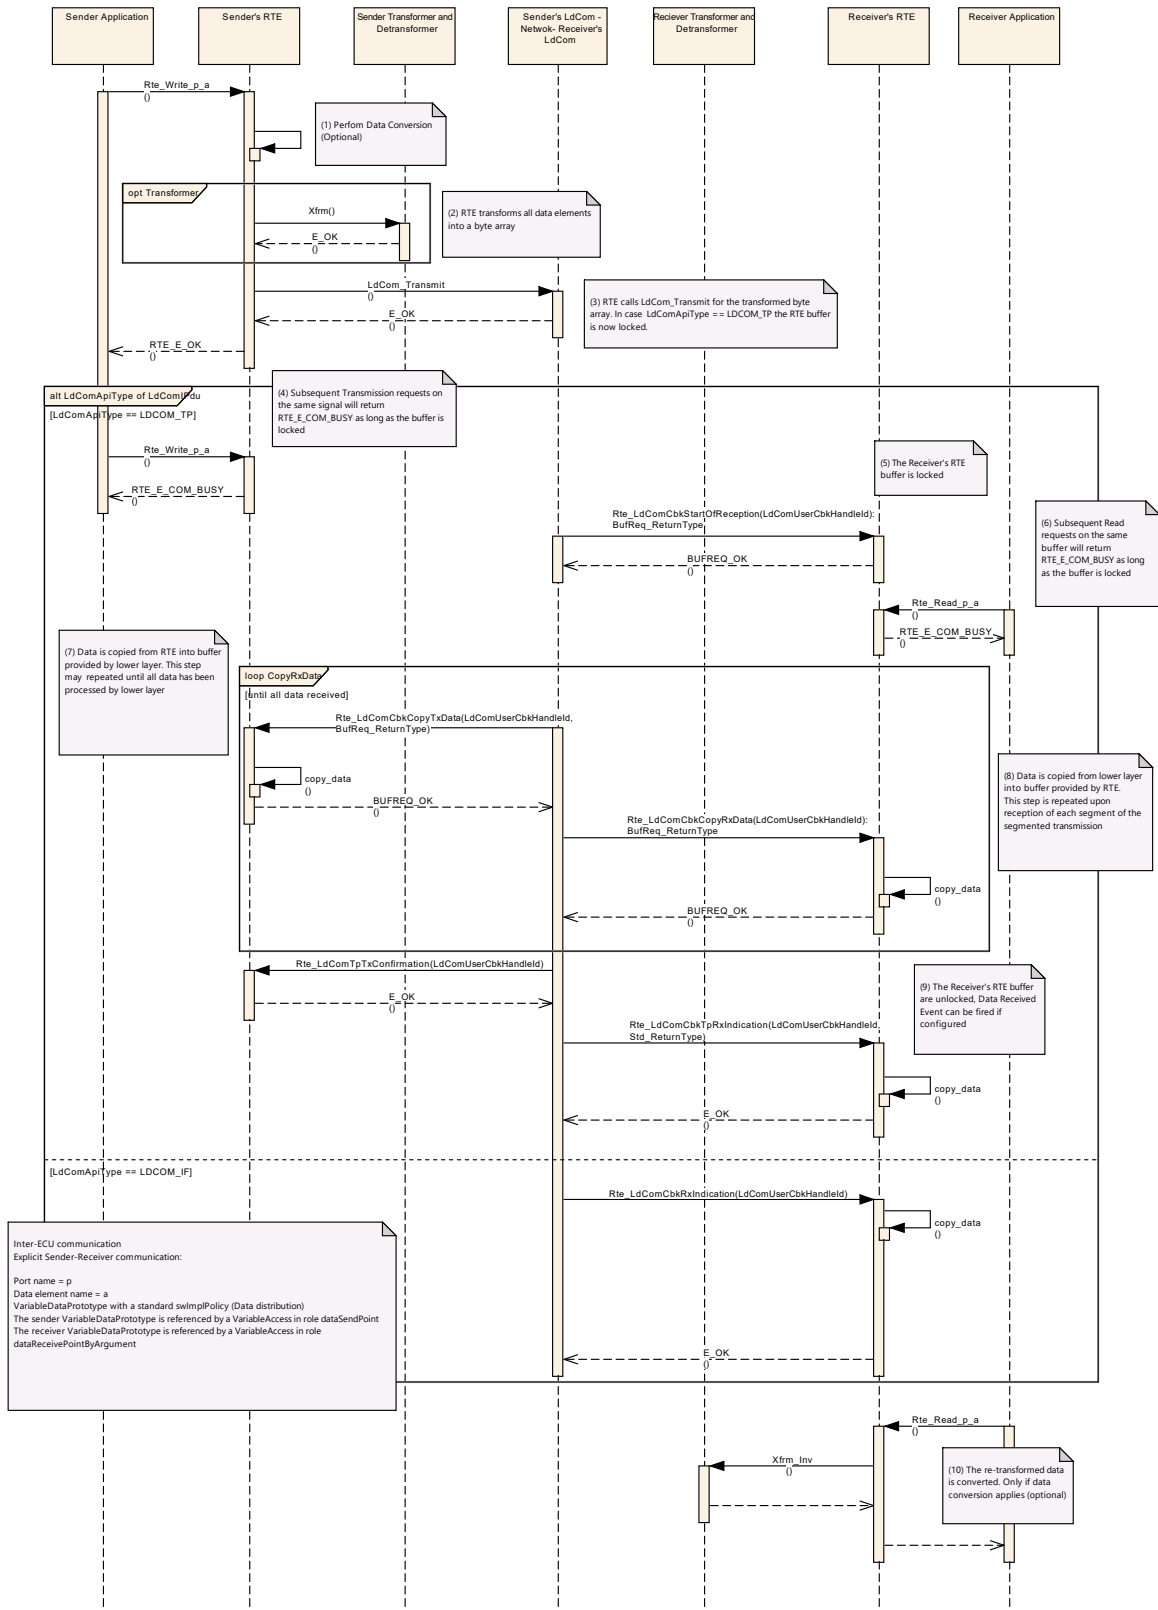 Sender Application
Sender's RTE
Sender Transformer and
Detransformer
Sender's LdCom -
Netwok- Receiver's
LdCom
Reciever Transformer and
Detransformer
Receiver's RTE
Receiver Application
Rte_Write_p_a
()
(1) Perfom Data Conversion
(Optional)
opt Transformer
Xfrm()
E_OK
()
(2) RTE transforms all data elements
into a byte array
LdCom_Transmit
()
E_OK
()
(3) RTE calls LdCom_Transmit for the transformed byte
array. In case LdComApiType == LDCOM_TP the RTE buffer
is now locked.
RTE_E_OK
()
alt LdComApiType of LdComIPdu
[LdComApiType == LDCOM_TP]
(4) Subsequent Transmission requests on
the same signal will return
RTE_E_COM_BUSY as long as the buffer is
locked
Rte_Write_p_a
()
RTE_E_COM_BUSY
()
(5) The Receiver's RTE
buffer is locked
Rte_LdComCbkStartOfReception(LdComUserCbkHandleId):
BufReq_ReturnType
BUFREQ_OK
()
(6) Subsequent Read
requests on the same
buffer will return
RTE_E_COM_BUSY as long
as the buffer is locked
Rte_Read_p_a
()
RTE_E_COM_BUSY
()
(7) Data is copied from RTE into buffer
provided by lower layer. This step
may repeated until all data has been
processed by lower layer
loop CopyRxData
[until all data received]
Rte_LdComCbkCopyTxData(LdComUserCbkHandleId,
BufReq_ReturnType)
copy_data
()
BUFREQ_OK
()
Rte_LdComCbkCopyRxData(LdComUserCbkHandleId):
BufReq_ReturnType
(8) Data is copied from lower layer
into buffer provided by RTE.
This step is repeated upon
reception of each segment of the
segmented transmission
copy_data
()
BUFREQ_OK
()
Rte_LdComTpTxConfirmation(LdComUserCbkHandleId)
E_OK
()
(9) The Receiver's RTE buffer
are unlocked, Data Received
Event can be fired if
configured
Rte_LdComCbkTpRxIndication(LdComUserCbkHandleId,
Std_ReturnType)
copy_data
()
E_OK
()
[LdComApiType == LDCOM_IF]
Rte_LdComCbkRxIndication(LdComUserCbkHandleId)
copy_data
()
Inter-ECU communication
Explicit Sender-Receiver communication:
Port name = p
Data element name = a
VariableDataPrototype with a standard swImplPolicy (Data distribution)
The sender VariableDataPrototype is referenced by a VariableAccess in role dataSendPoint
The receiver VariableDataPrototype is referenced by a VariableAccess in role
dataReceivePointByArgument
E_OK
()
Rte_Read_p_a
()
Xfrm_Inv
()
(10) The re-transformed data
is converted. Only if data
conversion applies (optional)